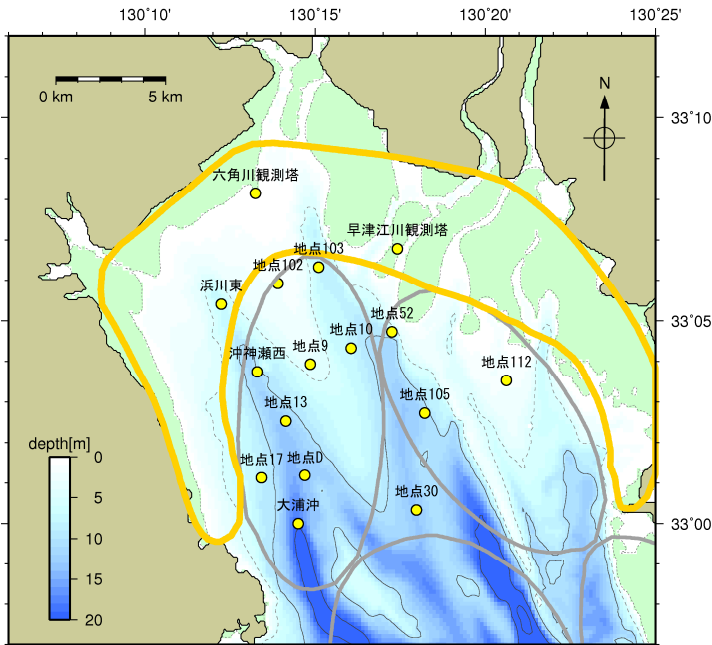 130°10'
130°15'
130°20'
130°25'
0 km
5 km
N
33°10'
六角川観測塔
早津江川観測塔
地点103
地点102
浜川東
地点52
33°05'
地点10
地点9
沖神瀬西
地点112
地点13
地点105
depth[m]
0
地点17
地点D
5
地点30
大浦沖
33°00'
10
15
20